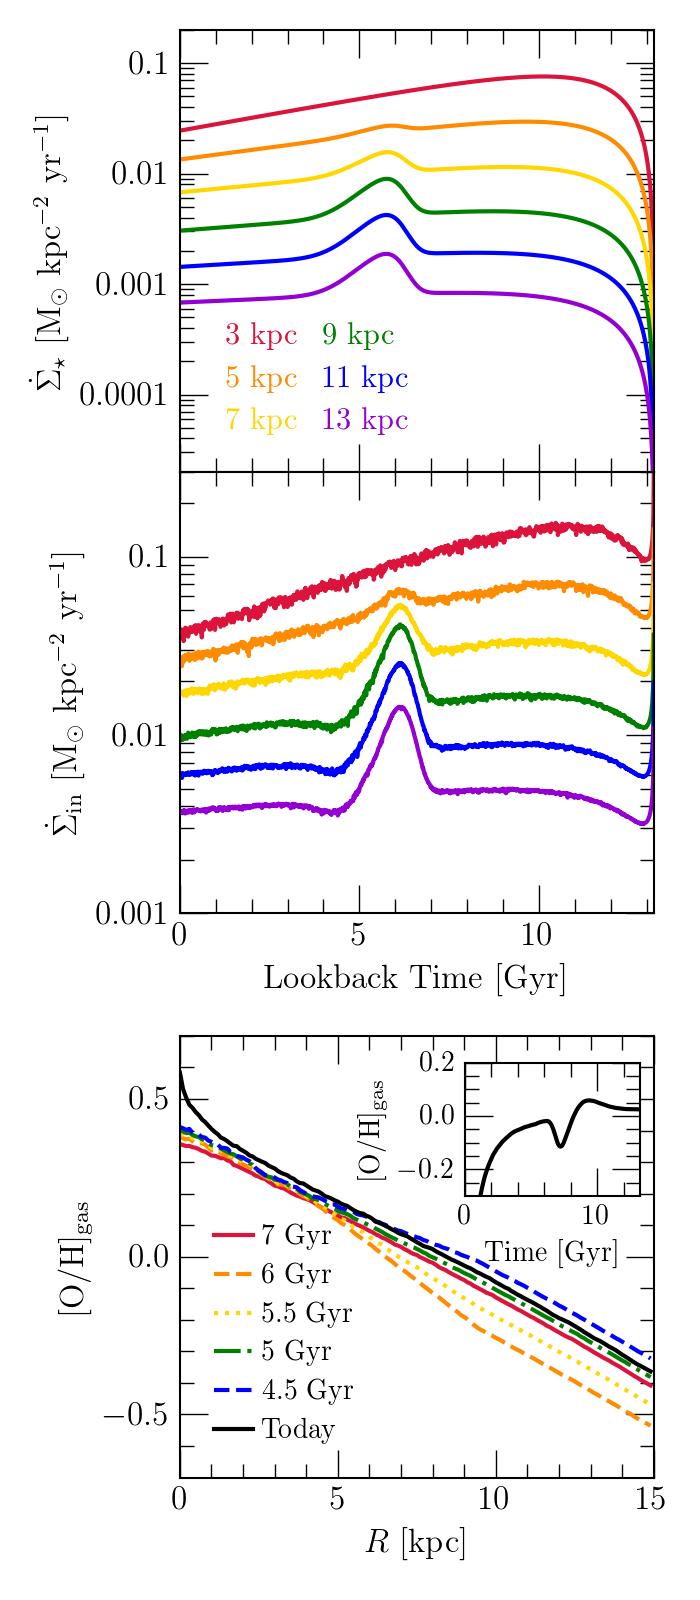 0.1
0.01
0.001
0.0001
Σ̇⋆ [M⊙ kpc−2 yr−1]
3 kpc 9 kpc
5 kpc 11 kpc
7 kpc 13 kpc
0.1
0.01
0.001
Σ̇in [M⊙ kpc−2 yr−1]
0 5 10
Lookback Time [Gyr]
0.5
0.0
−0.5
[O/H]gas
0.2
0.0
−0.2
[O/H]gas
0 10
Time [Gyr]
7 Gyr
6 Gyr
5.5 Gyr
5 Gyr
4.5 Gyr
Today
0 5 10 15
R [kpc]